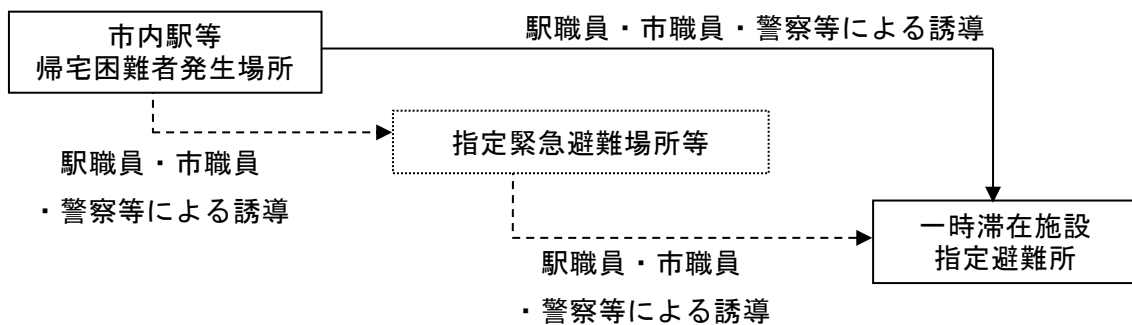 市内駅等
帰宅困難者発生場所
駅職員・市職員・警察等による誘導
指定緊急避難場所等
駅職員・市職員
・警察等による誘導
一時滞在施設
指定避難所
駅職員・市職員
・警察等による誘導